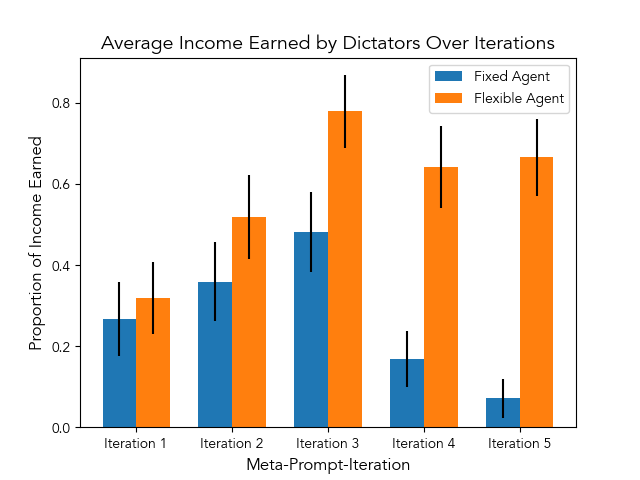 Average Income Earned by Dictators Over Iterations
Fixed Agent
Flexible Agent
Proportion of Income Earned
0.8
0.6
0.4
0.2
0.0
Iteration 1
Iteration 2
Iteration 3
Iteration 4
Iteration 5
Meta-Prompt-Iteration